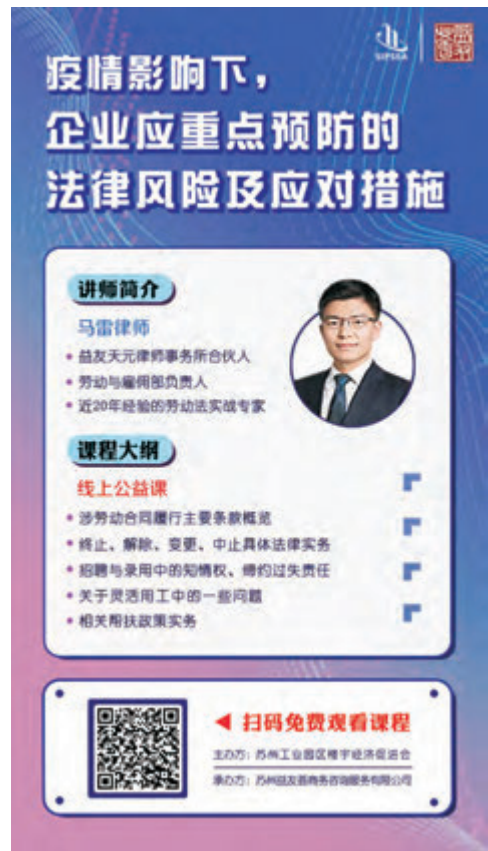 SIPBEA
疫情影响下，
企业应重点预防的
法律风险及应对措施
讲师简介
马雷律师
益友天元律师事务所合伙人
劳动与雇佣部负责人
近20年经验的劳动法实战专家
课程大纲
线上公益课
涉劳动合同履行主要条款概览
终止、解除、变更、中止具体法律实务
招聘与录用中的知情权、缔约过失责任
关于灵活用工中的一些问题
相关帮扶政策实务
扫码免费观看课程
主办方：苏州工业园区楼宇经济促进会
承办方：苏州益友善商务咨询服务有限公司